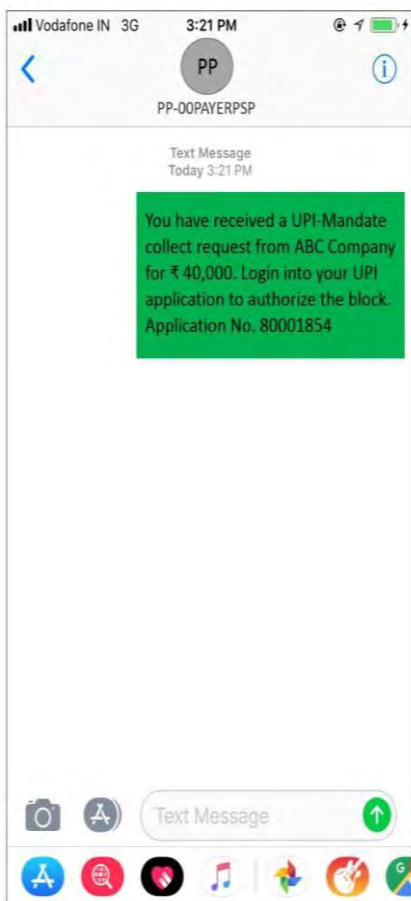 Vodafone IN 3G 3:21 PM
PP
PP-OOPAYERPSP
Text Message
Today 3:21 PM
You have received a UPI-Mandate
collect request from ABC Company
for ₹ 40,000. Login into your UPI
application to authorize the block.
Application No. 80001854
Text Message
G